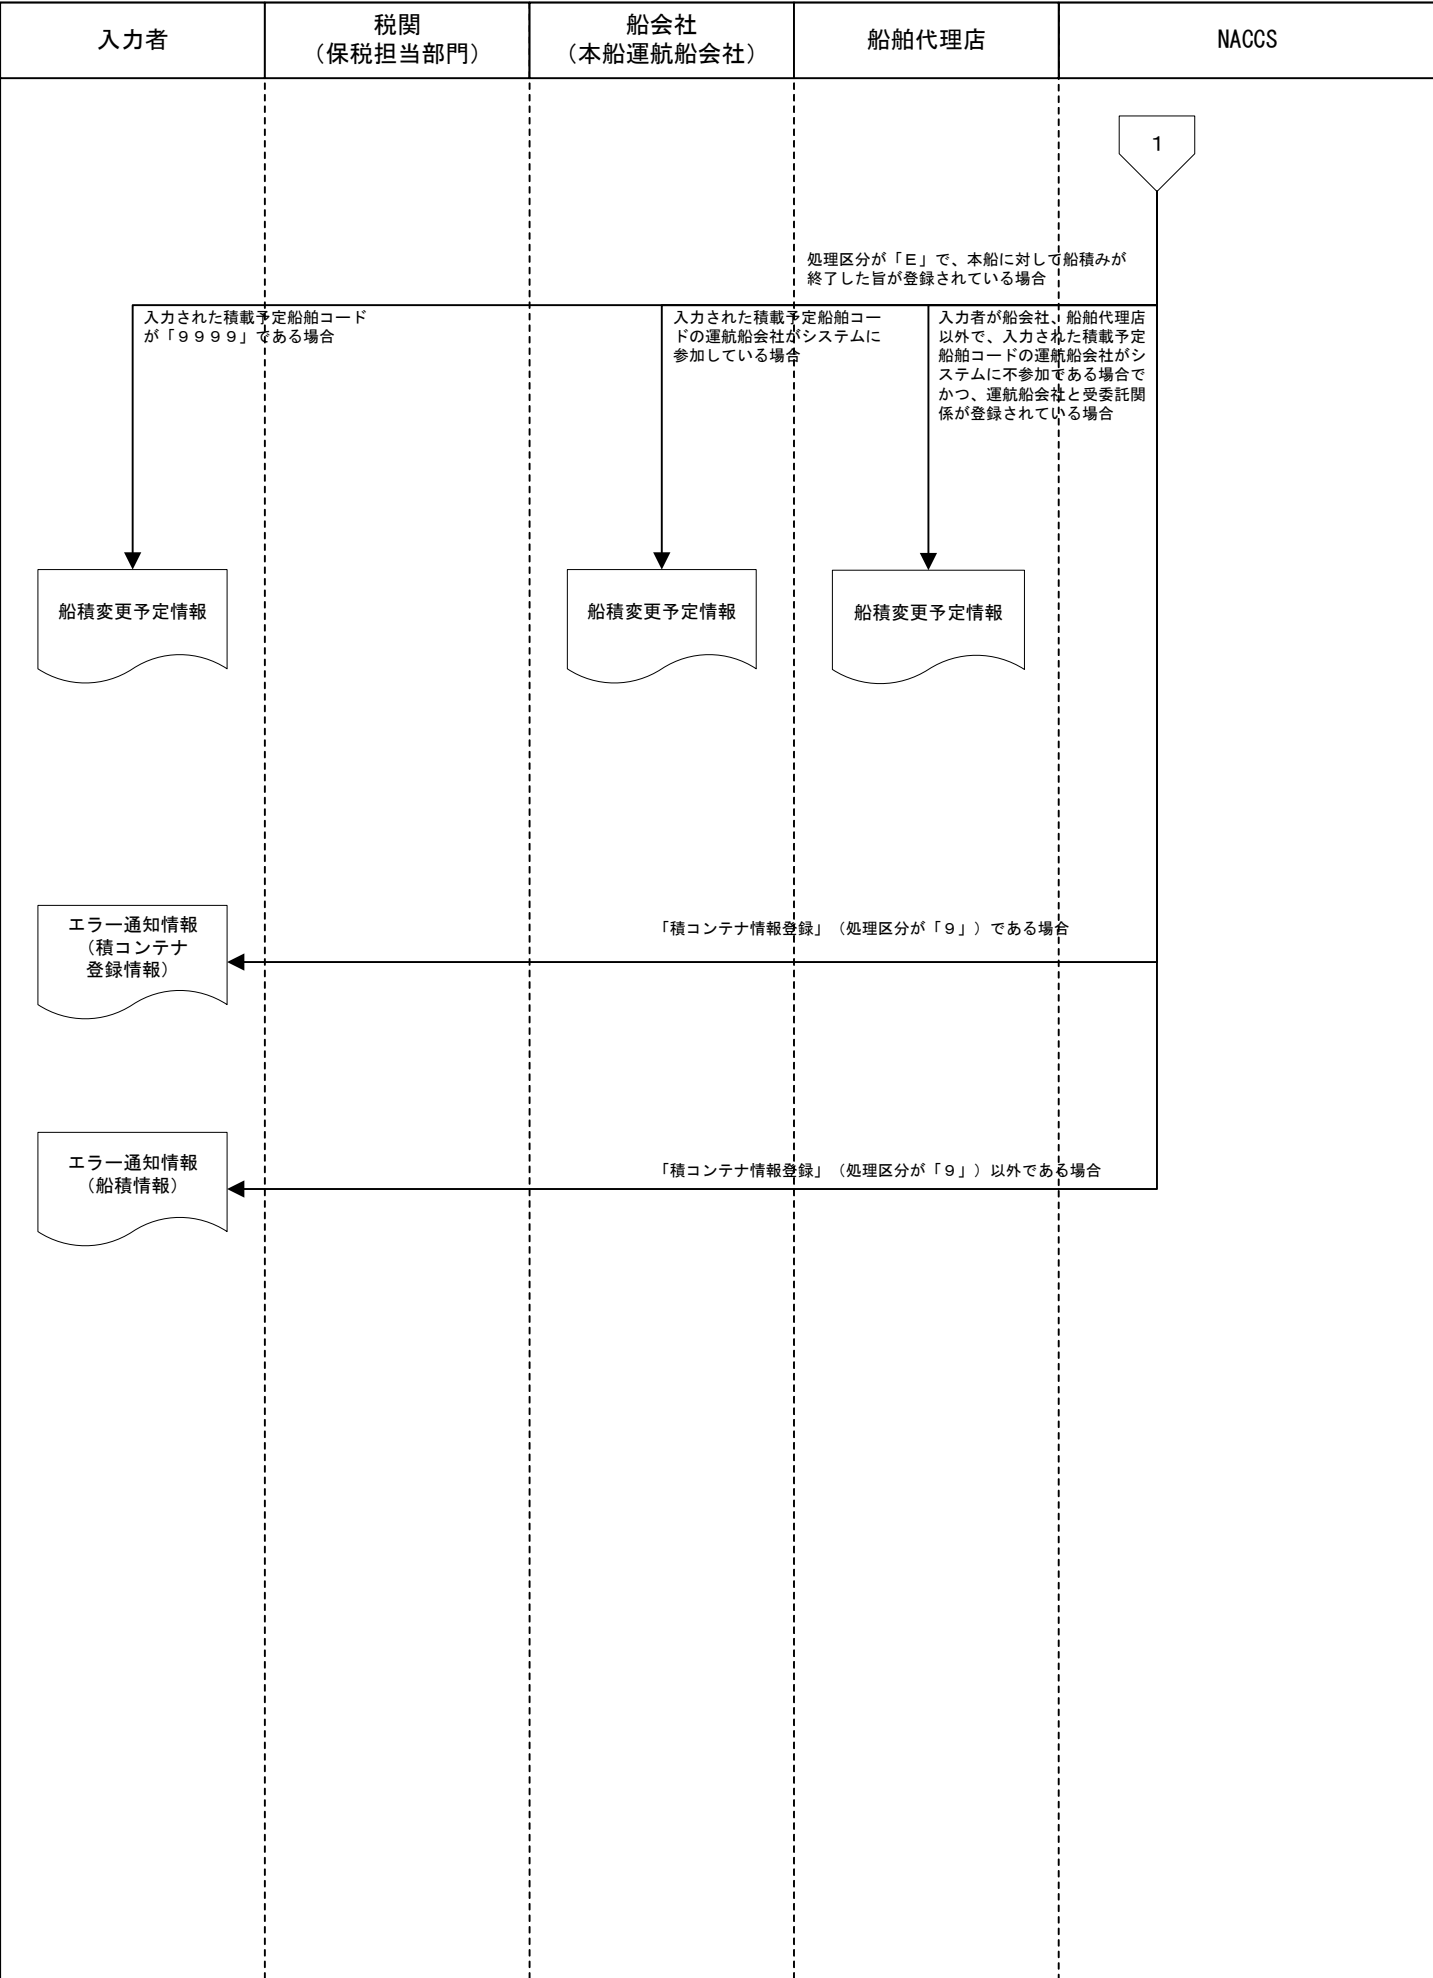 入力者
税関
（保税担当部門）
船会社
（本船運航船会社）
船舶代理店
NACCS
1
処理区分が「Ｅ」で、本船に対して船積みが
終了した旨が登録されている場合
入力された積載予定船舶コード
が「９９９９」である場合
入力された積載予定船舶コー
ドの運航船会社がシステムに
参加している場合
入力者が船会社、船舶代理店
以外で、入力された積載予定
船舶コードの運航船会社がシ
ステムに不参加である場合で
かつ、運航船会社と受委託関
係が登録されている場合
船積変更予定情報
船積変更予定情報
船積変更予定情報
エラー通知情報
（積コンテナ
登録情報）
「積コンテナ情報登録」（処理区分が「９」）である場合
エラー通知情報
（船積情報）
「積コンテナ情報登録」（処理区分が「９」）以外である場合